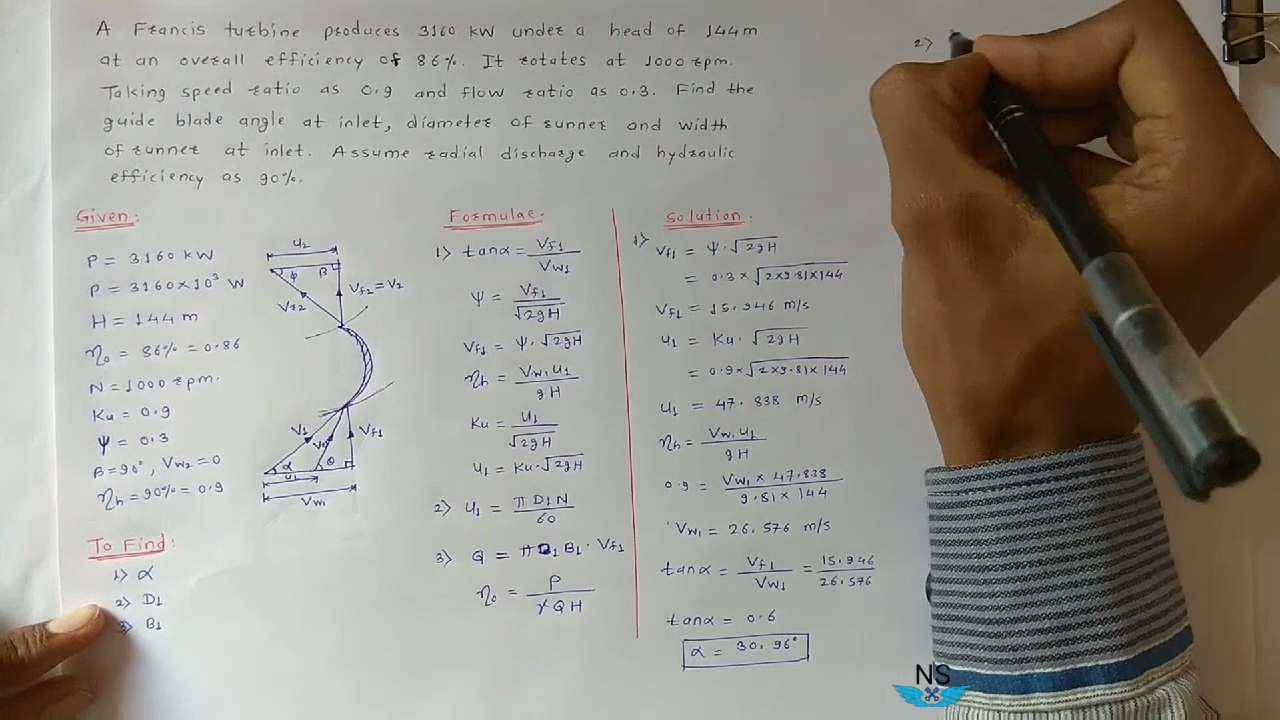 A Francis turbine produces 3160 kW under a head of 144m
at an overall efficiency of 86%. It rotates at 1000 rpm.
Taking speed ratio as 0.9 and flow ratio as 0.3. Find the
guide blade angle at inlet, diameter of runner and width
of runner at inlet. Assume radial discharge and hydraulic
efficiency as 90%.
Given:
P = 3160 kW
P = 3160×10³ W
H = 144 m
η₀ = 86% = 0.86
N = 1000 rpm.
Ku = 0.9
ψ = 0.3
B = 90°, Vw2 = 0
ηh = 90% = 0.9
To Find:
1> α
2> D1
3> B1
u2
φ B
Vr2
Vf2 = V2
V1
Vr1
Vf1
α θ
u1
Vw1
Formulae:
1> tanα = Vf1 / Vw1
ψ = Vf1 / √2gH
Vf1 = ψ · √2gH
ηh = Vw1 u1 / gH
Ku = u1 / √2gH
u1 = Ku · √2gH
2> u1 = π D1 N / 60
3> Q = π D1 B1 · Vf1
η₀ = P / γ Q H
Solution:
1> Vf1 = ψ · √2gH
= 0.3 × √2×9.81×144
Vf1 = 15.946 m/s
u1 = Ku · √2gH
= 0.9 × √2×9.81×144
u1 = 47.838 m/s
ηh = Vw1 u1 / gH
0.9 = Vw1 × 47.838 / 9.81 × 144
Vw1 = 26.576 m/s
tanα = Vf1 / Vw1 = 15.946 / 26.576
tanα = 0.6
α = 30.96°
2>
NS